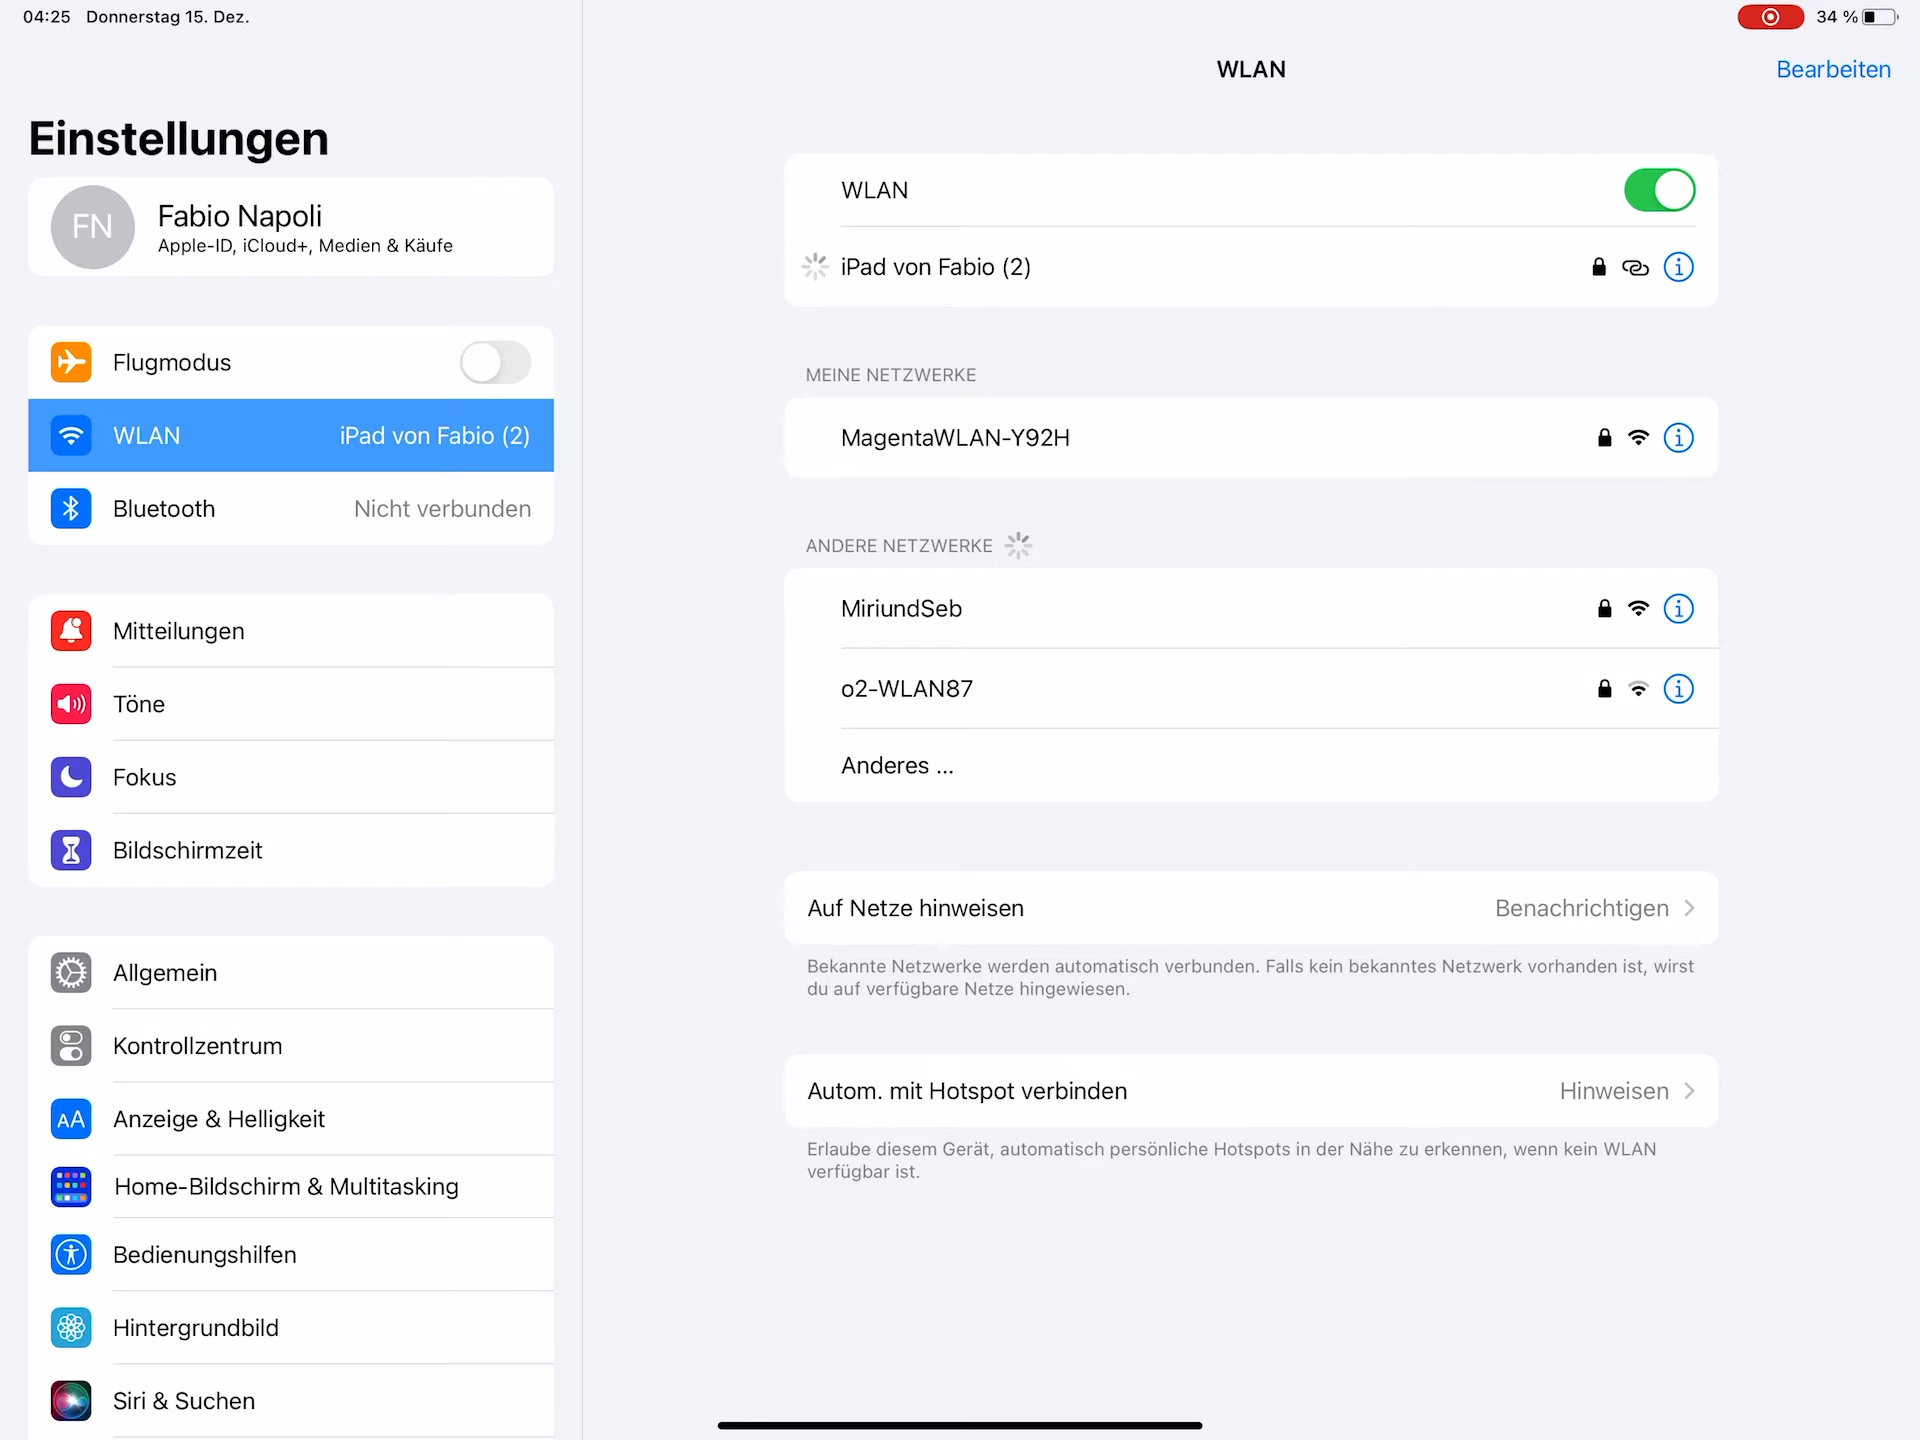 04:25 Donnerstag 15. Dez.
34 %
Einstellungen
FN
Fabio Napoli
Apple-ID, iCloud+, Medien & Käufe
Flugmodus
WLAN iPad von Fabio (2)
Bluetooth Nicht verbunden
Mitteilungen
Töne
Fokus
Bildschirmzeit
Allgemein
Kontrollzentrum
AA Anzeige & Helligkeit
Home-Bildschirm & Multitasking
Bedienungshilfen
Hintergrundbild
Siri & Suchen
WLAN
Bearbeiten
WLAN
iPad von Fabio (2)
MEINE NETZWERKE
MagentaWLAN-Y92H
ANDERE NETZWERKE
MiriundSeb
o2-WLAN87
Anderes ...
Auf Netze hinweisen Benachrichtigen
Bekannte Netzwerke werden automatisch verbunden. Falls kein bekanntes Netzwerk vorhanden ist, wirst
du auf verfügbare Netze hingewiesen.
Autom. mit Hotspot verbinden Hinweisen
Erlaube diesem Gerät, automatisch persönliche Hotspots in der Nähe zu erkennen, wenn kein WLAN
verfügbar ist.